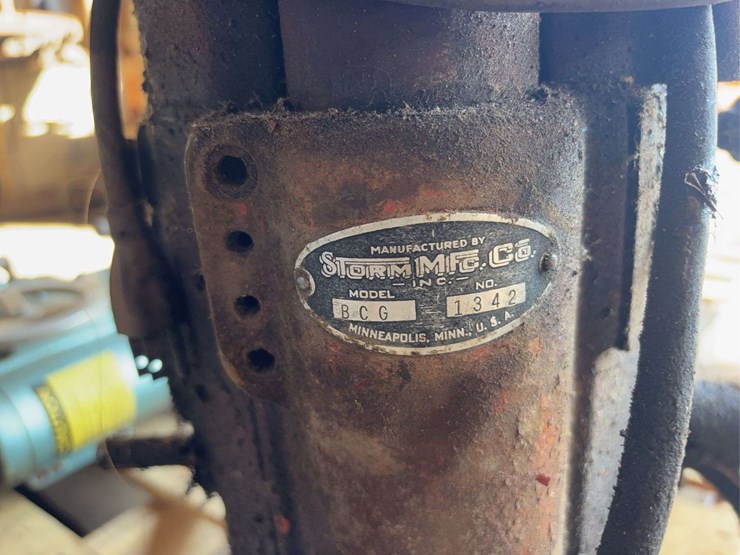 MANUFACTURED BY
STORM MFG. CO.
— INC. —
MODEL NO.
BCG 1342
MINNEAPOLIS, MINN., U. S. A.